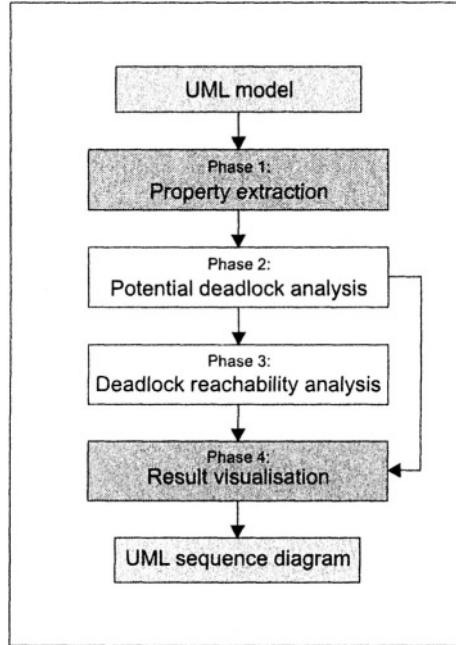 UML model
Phase 1:
Property extraction
Phase 2:
Potential deadlock analysis
Phase 3:
Deadlock reachability analysis
Phase 4:
Result visualisation
UML sequence diagram